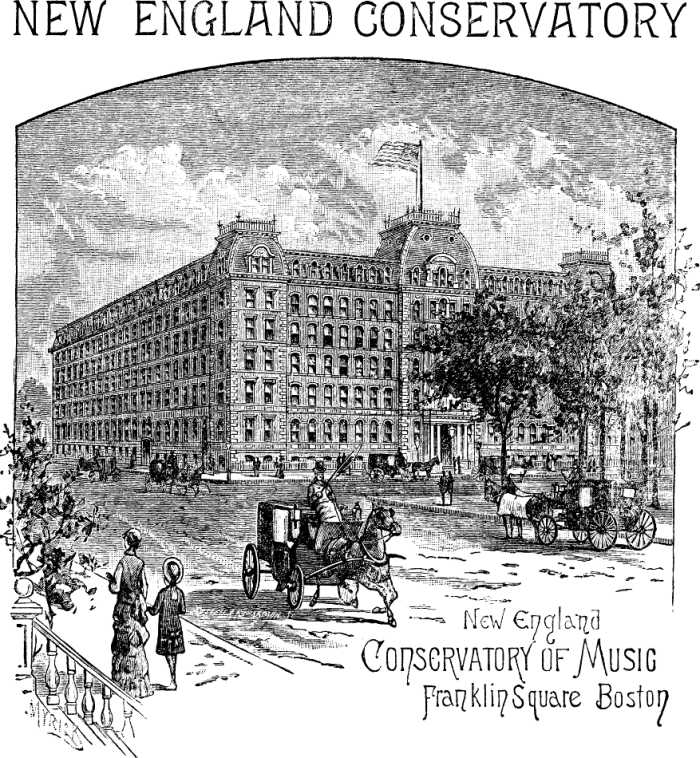 NEW ENGLAND CONSERVATORY
New England
CONSERVATORY OF MUSIC
Franklin Square Boston